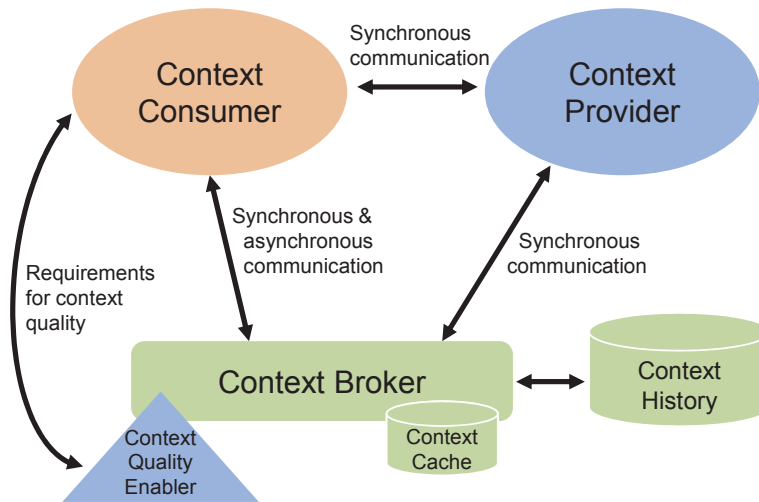 Synchronous
communication
Context
Consumer
Context
Provider
Synchronous &
asynchronous
communication
Synchronous
communication
Requirements
for context
quality
Context Broker
Context
History
Context
Quality
Enabler
Context
Cache